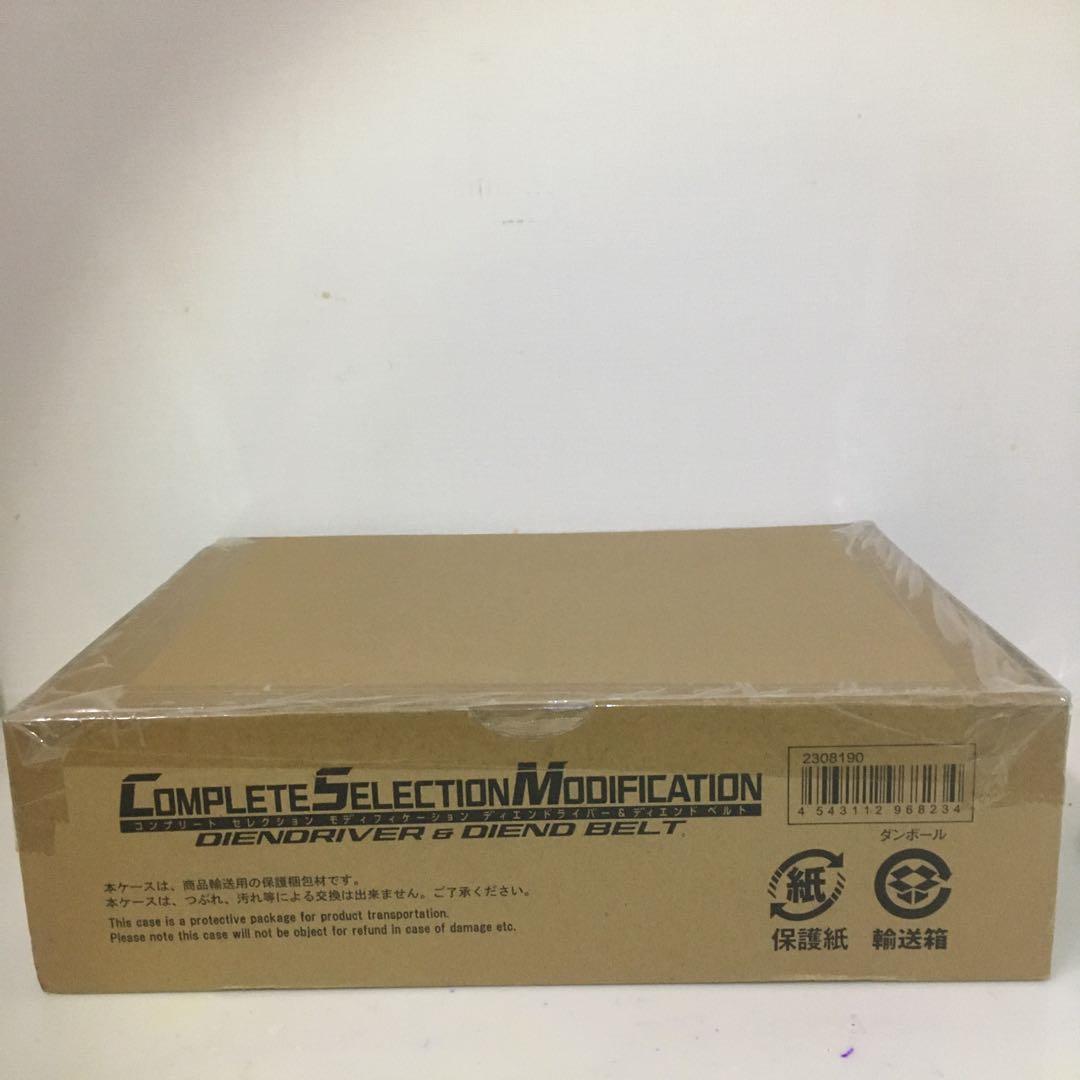 COMPLETE SELECTION MODIFICATION
コンプリート セレクション モディフィケーション ディエンドライバー&ディエンド ベルト
DIENDRIVER & DIEND BELT
本ケースは、商品輸送用の保護梱包材です。
本ケースは、つぶれ、汚れ等による交換は出来ません。ご了承ください。
This case is a protective package for product transportation.
Please note this case will not be object for refund in case of damage etc.
2308190
4 543112 968234
ダンボール
紙
保護紙 輸送箱